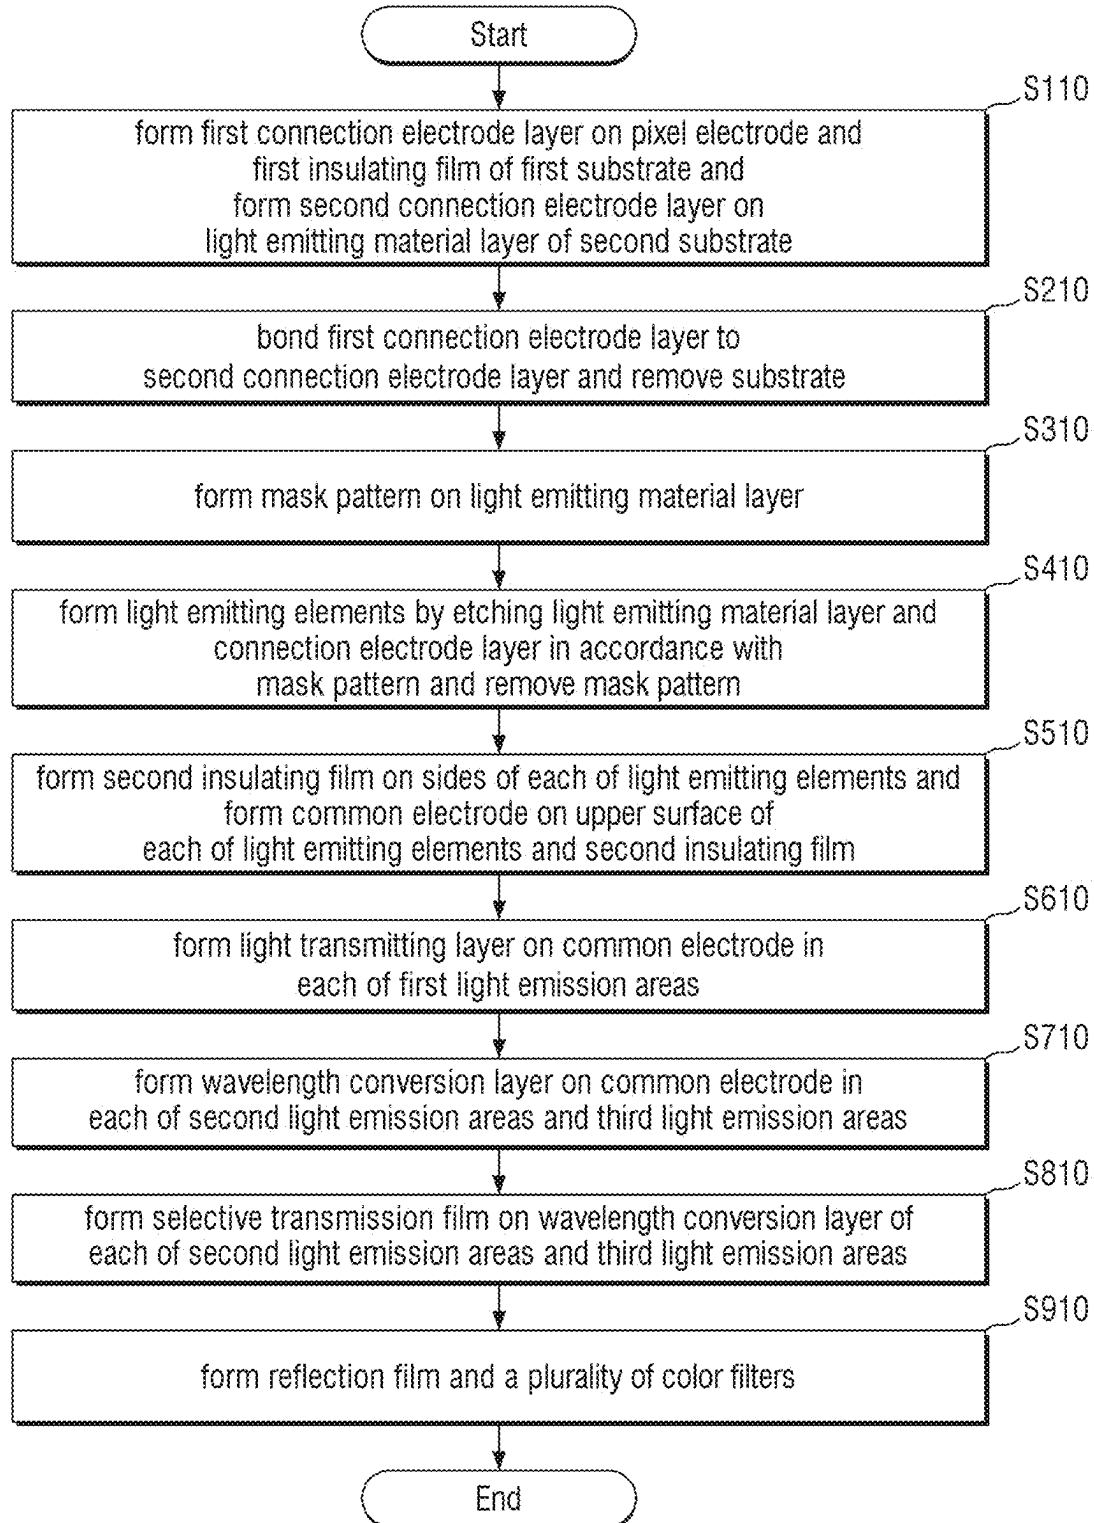 Start
S110
form first connection electrode layer on pixel electrode and
first insulating film of first substrate and
form second connection electrode layer on
light emitting material layer of second substrate
S210
bond first connection electrode layer to
second connection electrode layer and remove substrate
S310
form mask pattern on light emitting material layer
S410
form light emitting elements by etching light emitting material layer and
connection electrode layer in accordance with
mask pattern and remove mask pattern
S510
form second insulating film on sides of each of light emitting elements and
form common electrode on upper surface of
each of light emitting elements and second insulating film
S610
form light transmitting layer on common electrode in
each of first light emission areas
S710
form wavelength conversion layer on common electrode in
each of second light emission areas and third light emission areas
S810
form selective transmission film on wavelength conversion layer of
each of second light emission areas and third light emission areas
S910
form reflection film and a plurality of color filters
End